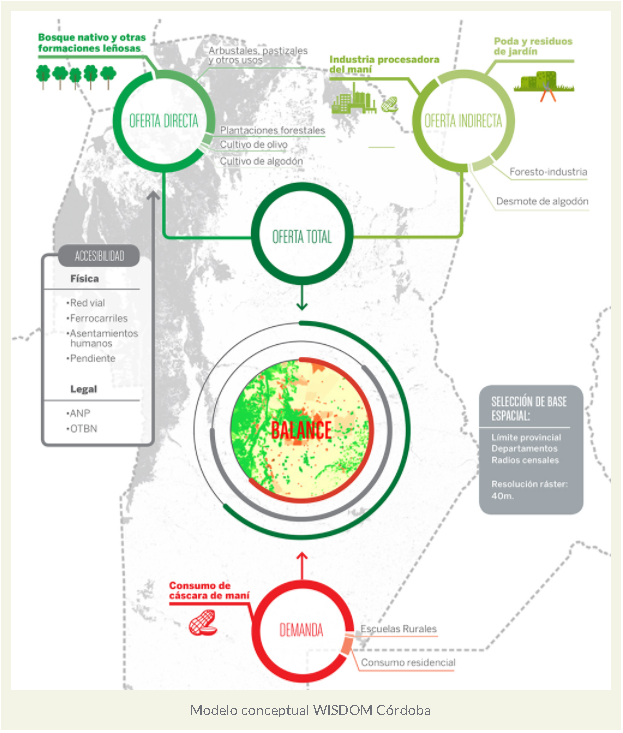 Bosque nativo y otras
formaciones leñosas
Arbustales, pastizales
y otros usos
OFERTA DIRECTA
Plantaciones forestales
Cultivo de olivo
Cultivo de algodón
Industria procesadora
del maní
Poda y residuos
de jardín
OFERTA INDIRECTA
Foresto-industria
Desmote de algodón
OFERTA TOTAL
ACCESIBILIDAD
Física
•Red vial
•Ferrocarriles
•Asentamientos
humanos
•Pendiente
Legal
•ANP
•OTBN
BALANCE
SELECCIÓN DE BASE
ESPACIAL:
Límite provincial
Departamentos
Radios censales
Resolución ráster:
40m.
Consumo de
cáscara de maní
DEMANDA
Escuelas Rurales
Consumo residencial
Modelo conceptual WISDOM Córdoba